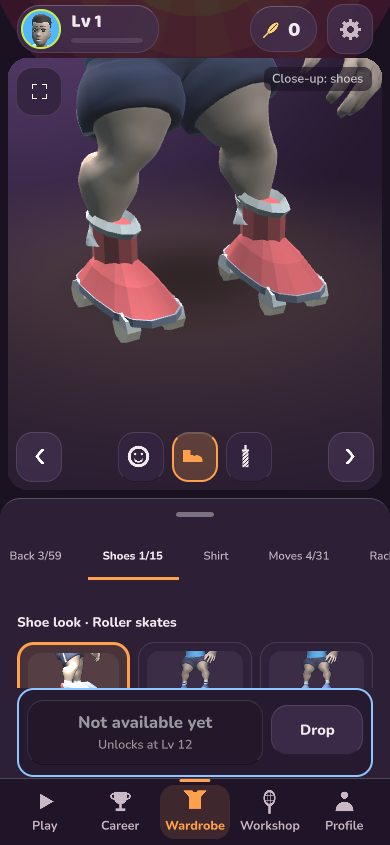 Lv 1
0
Close-up: shoes
Back 3/59
Shoes 1/15
Shirt
Moves 4/31
Shoe look · Roller skates
Not available yet
Unlocks at Lv 12
Drop
Play
Career
Wardrobe
Workshop
Profile